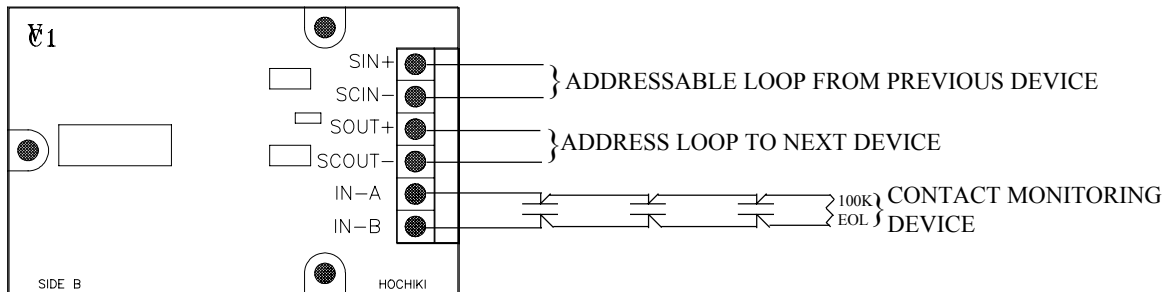 SIN+
SCIN-
SOUT+
SCOUT-
IN-A
IN-B
SIDE B
HOCHIKI
} ADDRESSABLE LOOP FROM PREVIOUS DEVICE
} ADDRESS LOOP TO NEXT DEVICE
100K
EOL
} CONTACT MONITORING
DEVICE